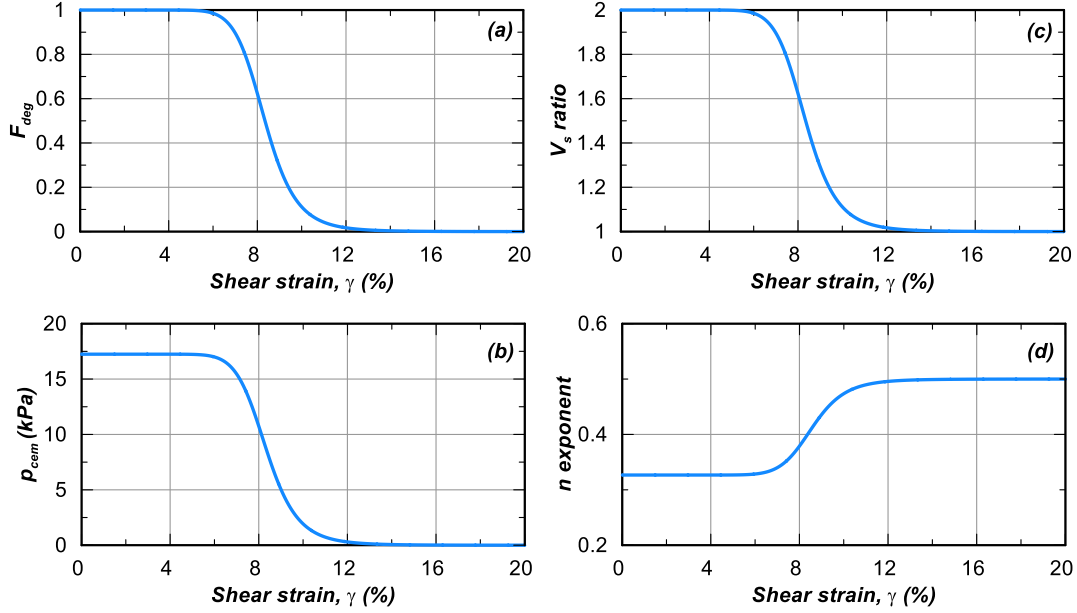 1
0.8
0.6
0.4
0.2
0
F_deg
(a)
0 4 8 12 16 20
Shear strain, γ (%)
2
1.8
1.6
1.4
1.2
1
V_s ratio
(c)
0 4 8 12 16 20
Shear strain, γ (%)
20
15
10
5
0
p_cem (kPa)
(b)
0 4 8 12 16 20
Shear strain, γ (%)
0.6
0.4
0.2
n exponent
(d)
0 4 8 12 16 20
Shear strain, γ (%)